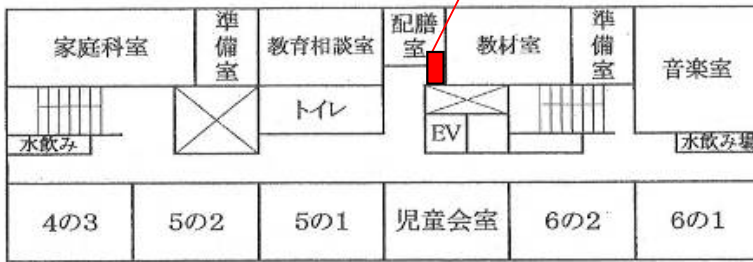 家庭科室
準備室
教育相談室
配膳室
教材室
準備室
音楽室
トイレ
EV
水飲み
水飲み場
4の3
5の2
5の1
児童会室
6の2
6の1